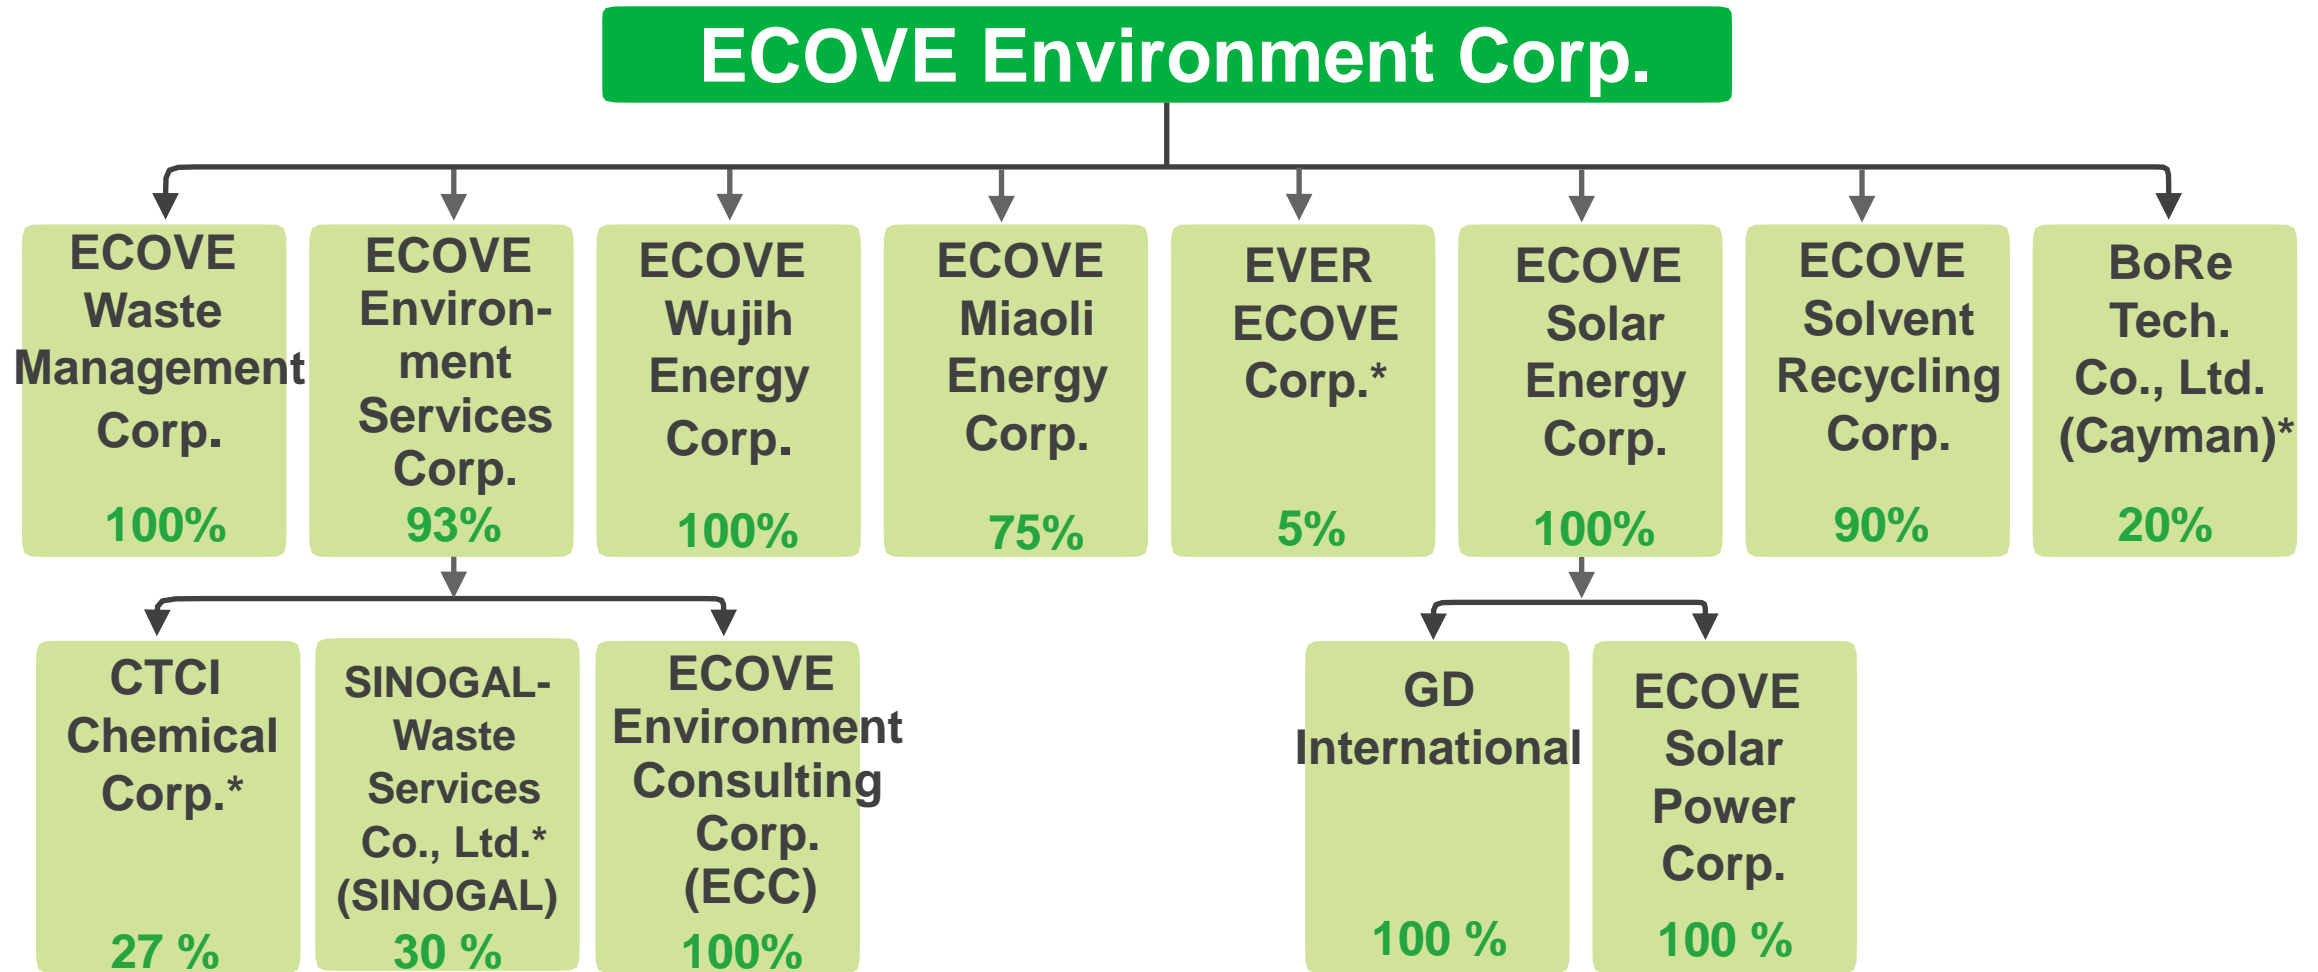 ECOVE Environment Corp.
ECOVE
Waste
Management
Corp.
100%
ECOVE
Environ-
ment
Services
Corp.
93%
ECOVE
Wujih
Energy
Corp.
100%
ECOVE
Miaoli
Energy
Corp.
75%
EVER
ECOVE
Corp.*
5%
ECOVE
Solar
Energy
Corp.
100%
ECOVE
Solvent
Recycling
Corp.
90%
BoRe
Tech.
Co., Ltd.
(Cayman)*
20%
CTCI
Chemical
Corp.*
27 %
SINOGAL-
Waste
Services
Co., Ltd.*
(SINOGAL)
30 %
ECOVE
Environment
Consulting
Corp.
(ECC)
100%
GD
International
100 %
ECOVE
Solar
Power
Corp.
100 %